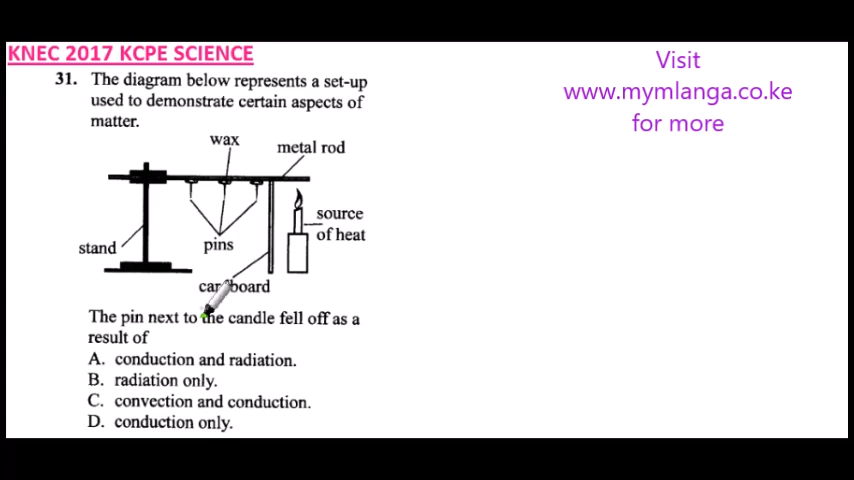 KNEC 2017 KCPE SCIENCE
Visit
www.mymlanga.co.ke
for more
31. The diagram below represents a set-up
used to demonstrate certain aspects of
matter.
wax
metal rod
source
of heat
stand
pins
cardboard
The pin next to the candle fell off as a
result of
A. conduction and radiation.
B. radiation only.
C. convection and conduction.
D. conduction only.